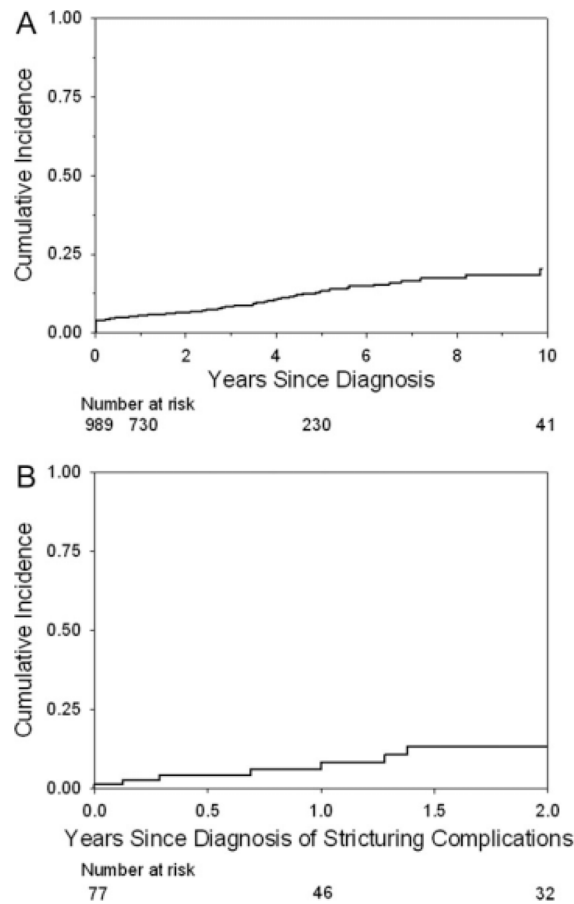 A
1.00
0.75
0.50
0.25
0.00
Cumulative Incidence
0 2 4 6 8 10
Years Since Diagnosis
Number at risk
989 730 230 41
B
1.00
0.75
0.50
0.25
0.00
Cumulative Incidence
0.0 0.5 1.0 1.5 2.0
Years Since Diagnosis of Stricturing Complications
Number at risk
77 46 32